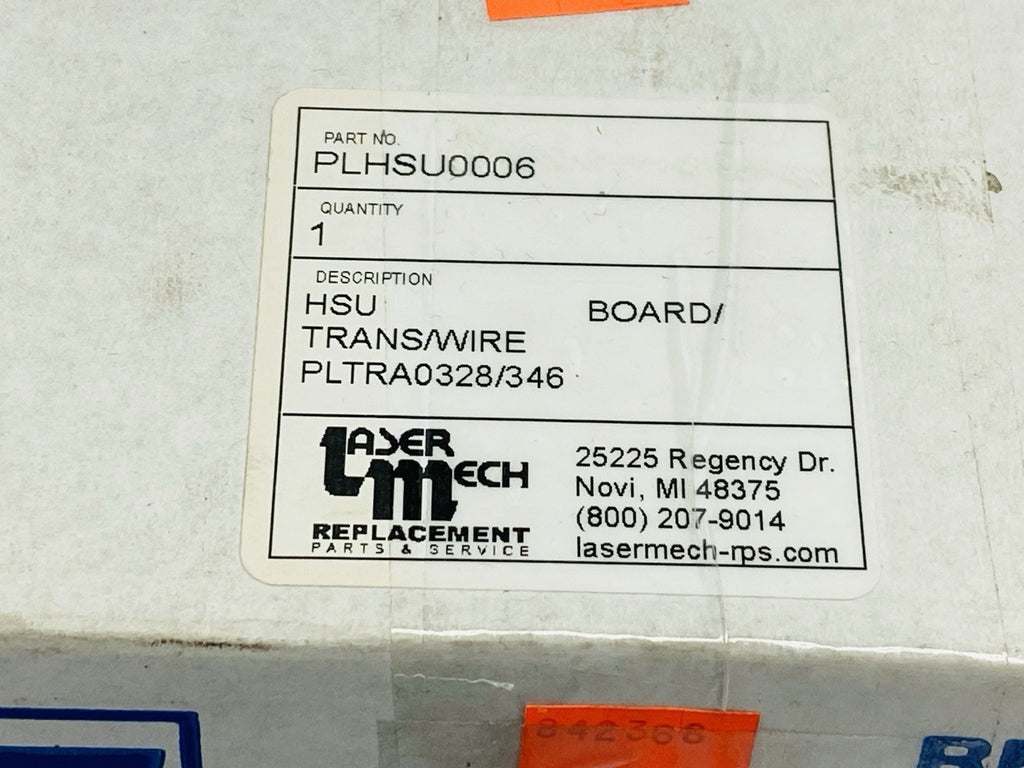 PART NO.
PLHSU0006
QUANTITY
1
DESCRIPTION
HSU BOARD/
TRANS/WIRE
PLTRA0328/346
LASER
MECH
REPLACEMENT
PARTS & SERVICE
25225 Regency Dr.
Novi, MI 48375
(800) 207-9014
lasermech-rps.com
842366